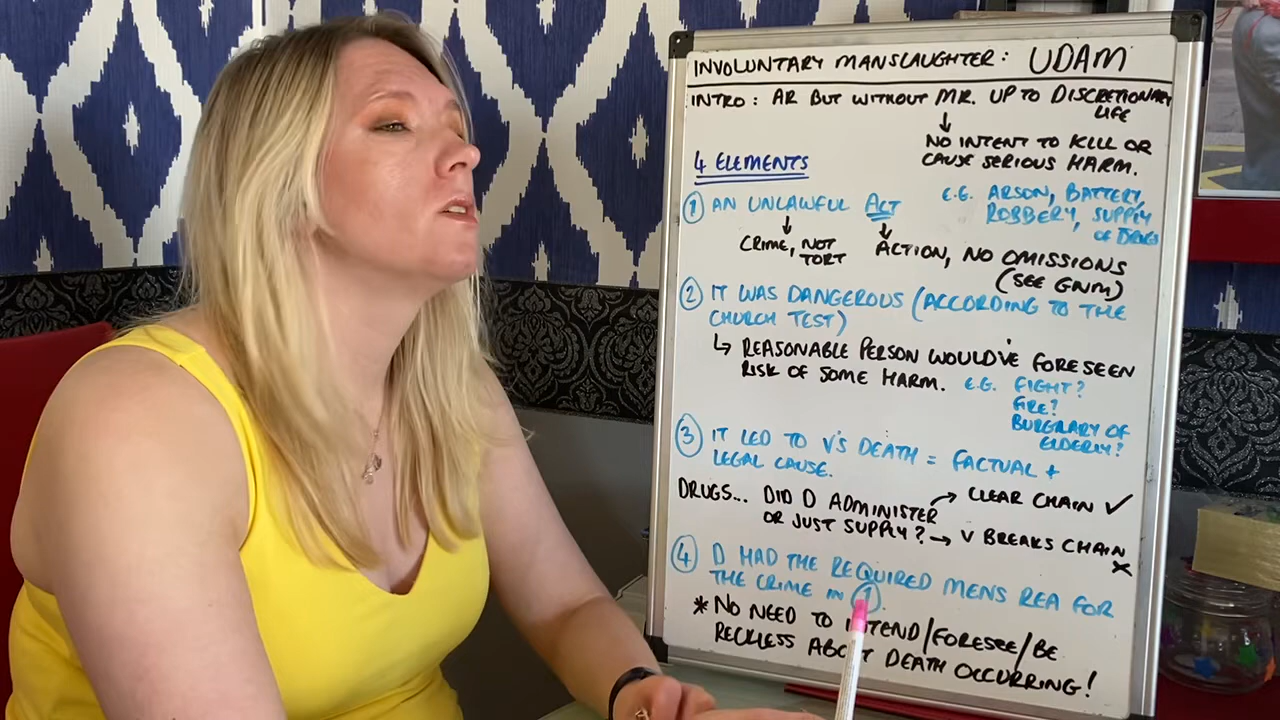 INVOLUNTARY MANSLAUGHTER: UDAM
INTRO: AR BUT WITHOUT MR. UP TO DISCRETIONARY
LIFE
↓
NO INTENT TO KILL OR
CAUSE SERIOUS HARM.
4 ELEMENTS
① AN UNLAWFUL ACT
E.G. ARSON, BATTERY,
ROBBERY, SUPPLY
OF DRUGS
↓ ↓
CRIME, NOT
TORT
ACTION, NO OMISSIONS
(SEE GNM)
② IT WAS DANGEROUS (ACCORDING TO THE
CHURCH TEST)
↳ REASONABLE PERSON WOULD'VE FORESEEN
RISK OF SOME HARM. E.G. FIGHT?
FIRE?
BURGLARY OF
ELDERLY?
③ IT LED TO V'S DEATH = FACTUAL +
LEGAL CAUSE.
DRUGS... DID D ADMINISTER → CLEAR CHAIN ✓
OR JUST SUPPLY? → V BREAKS CHAIN
✗
④ D HAD THE REQUIRED MENS REA FOR
THE CRIME IN ①.
* NO NEED TO INTEND/FORESEE/BE
RECKLESS ABOUT DEATH OCCURRING!